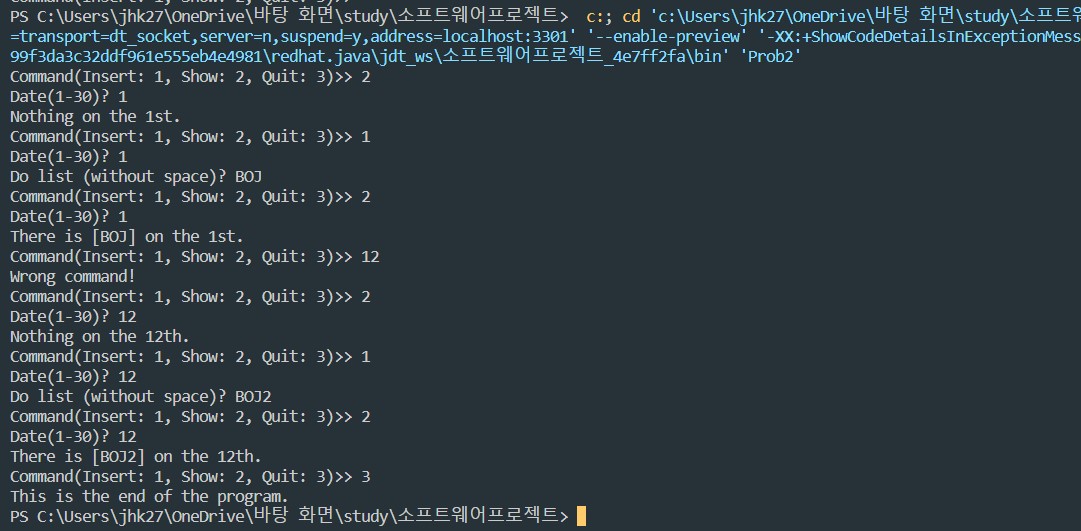 PS C:\Users\jhk27\OneDrive\바탕 화면\study\소프트웨어프로젝트>  c:; cd 'c:\Users\jhk27\OneDrive\바탕 화면\study\소프트웨
=transport=dt_socket,server=n,suspend=y,address=localhost:3301' '--enable-preview' '-XX:+ShowCodeDetailsInExceptionMess
99f3da3c32ddf961e555eb4e4981\redhat.java\jdt_ws\소프트웨어프로젝트_4e7ff2fa\bin' 'Prob2'
Command(Insert: 1, Show: 2, Quit: 3)>> 2
Date(1-30)? 1
Nothing on the 1st.
Command(Insert: 1, Show: 2, Quit: 3)>> 1
Date(1-30)? 1
Do list (without space)? BOJ
Command(Insert: 1, Show: 2, Quit: 3)>> 2
Date(1-30)? 1
There is [BOJ] on the 1st.
Command(Insert: 1, Show: 2, Quit: 3)>> 12
Wrong command!
Command(Insert: 1, Show: 2, Quit: 3)>> 2
Date(1-30)? 12
Nothing on the 12th.
Command(Insert: 1, Show: 2, Quit: 3)>> 1
Date(1-30)? 12
Do list (without space)? BOJ2
Command(Insert: 1, Show: 2, Quit: 3)>> 2
Date(1-30)? 12
There is [BOJ2] on the 12th.
Command(Insert: 1, Show: 2, Quit: 3)>> 3
This is the end of the program.
PS C:\Users\jhk27\OneDrive\바탕 화면\study\소프트웨어프로젝트>